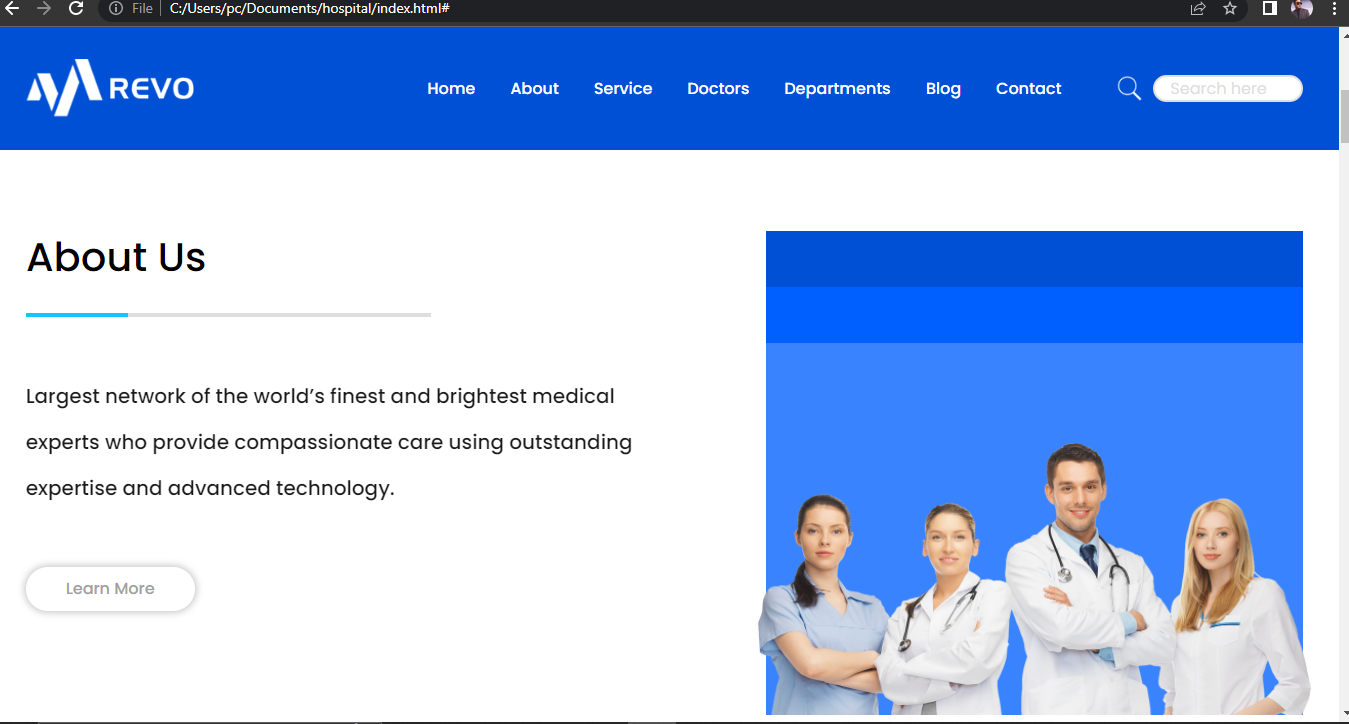 File
C:/Users/pc/Documents/hospital/index.html#
REVO
Home About Service Doctors Departments Blog Contact
Search here
About Us
Largest network of the world’s finest and brightest medical
experts who provide compassionate care using outstanding
expertise and advanced technology.
Learn More